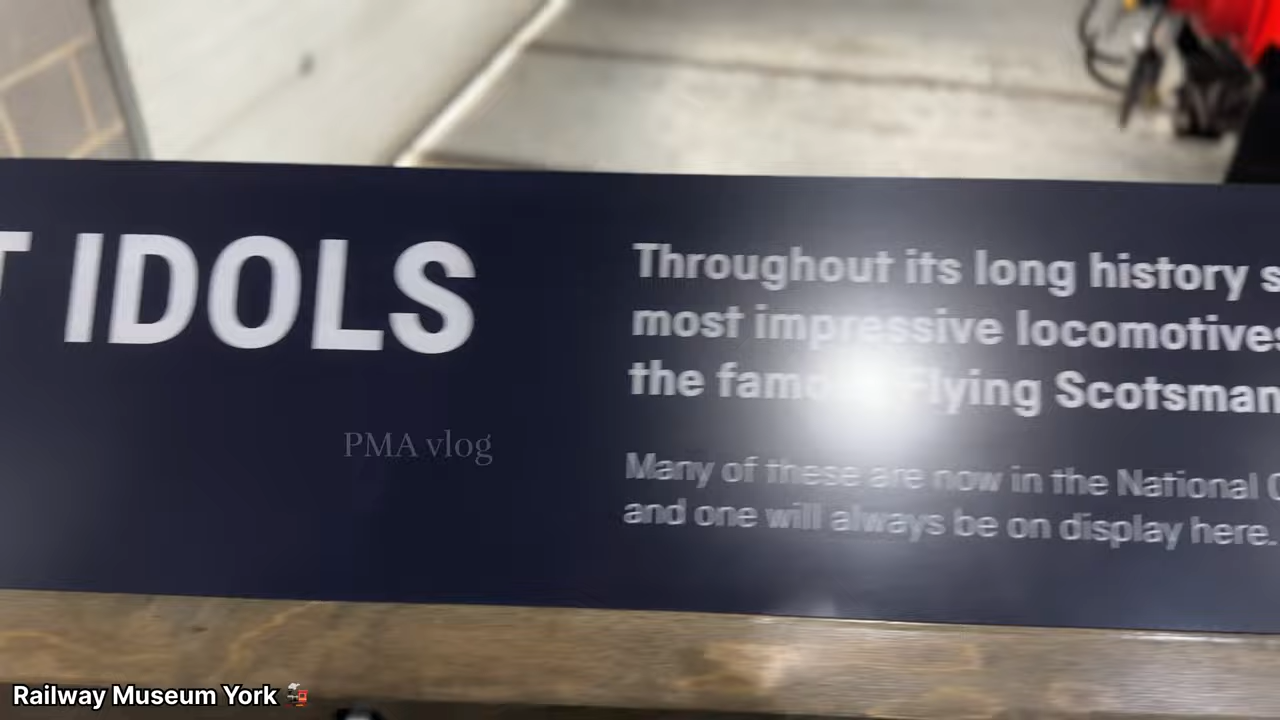 T IDOLS
Throughout its long history s
most impressive locomotives
the famo Flying Scotsman
Many of these are now in the National C
and one will always be on display here.
PMA vlog
Railway Museum York 🚂